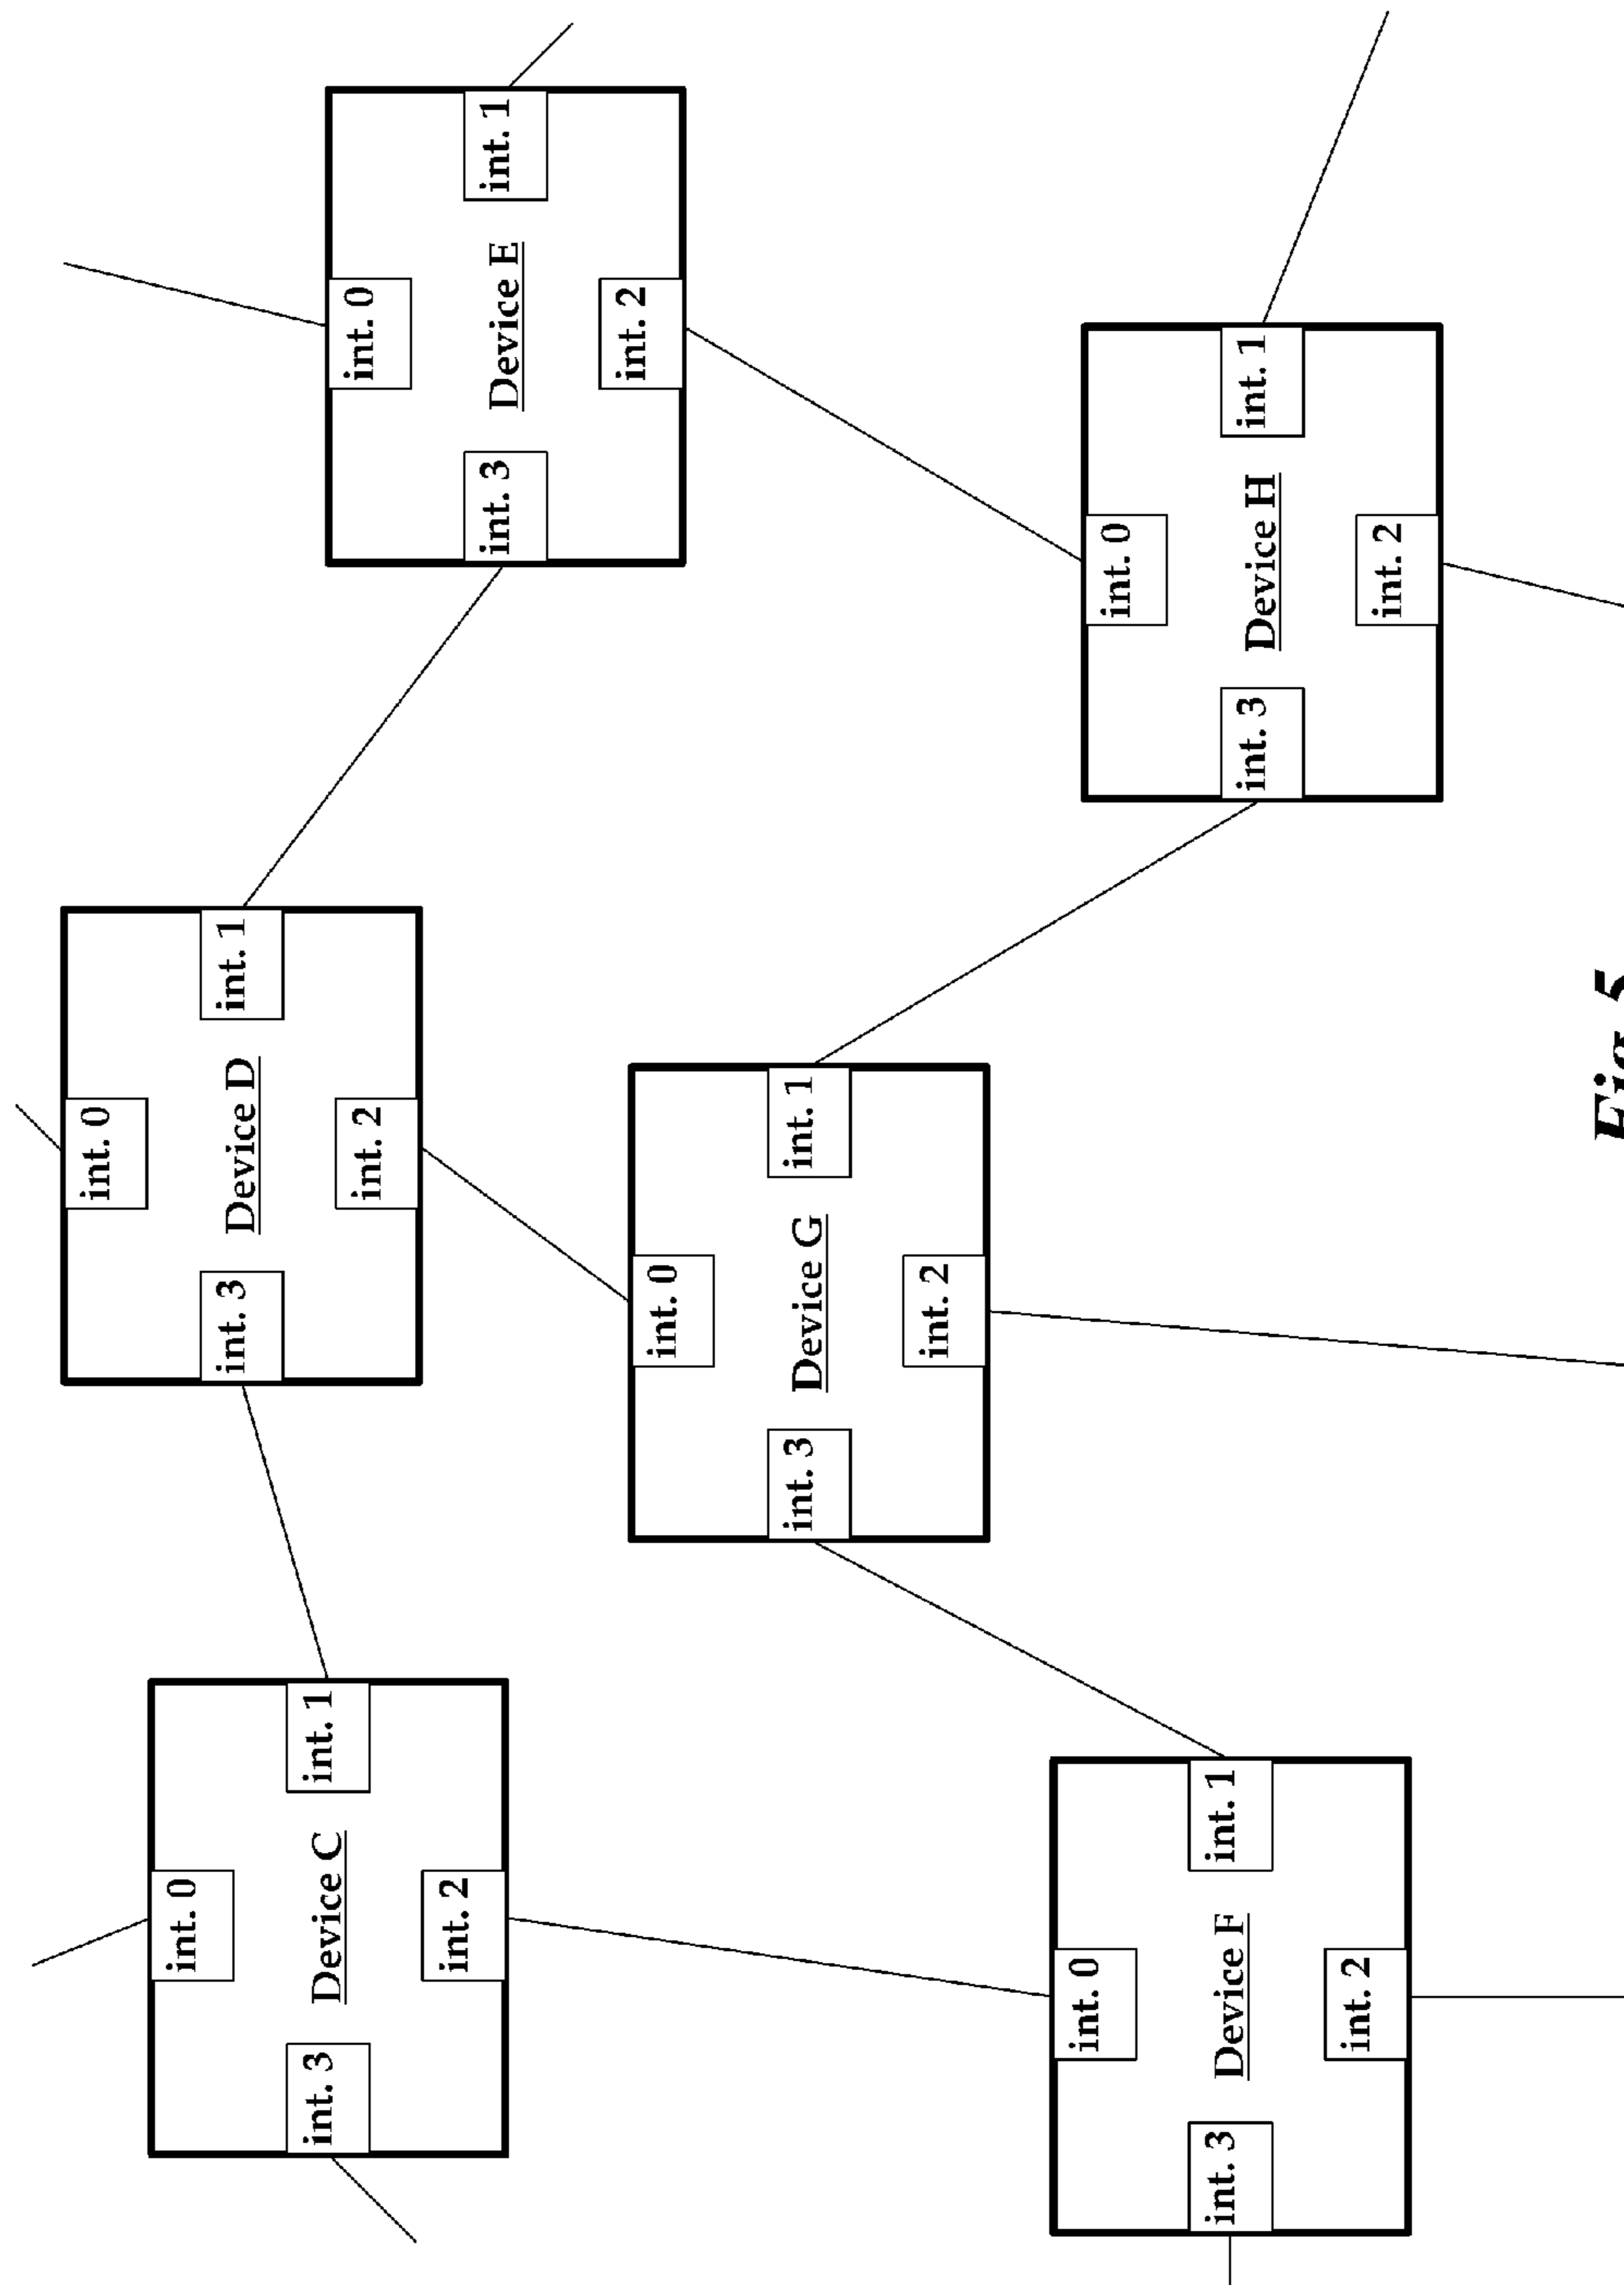 int. 0
int. 3
Device C
int. 1
int. 2
int. 0
int. 3
Device D
int. 1
int. 2
int. 0
int. 3
Device E
int. 1
int. 2
int. 0
int. 3
Device F
int. 1
int. 2
int. 0
int. 3
Device G
int. 1
int. 2
int. 0
int. 3
Device H
int. 1
int. 2
Fig. 5